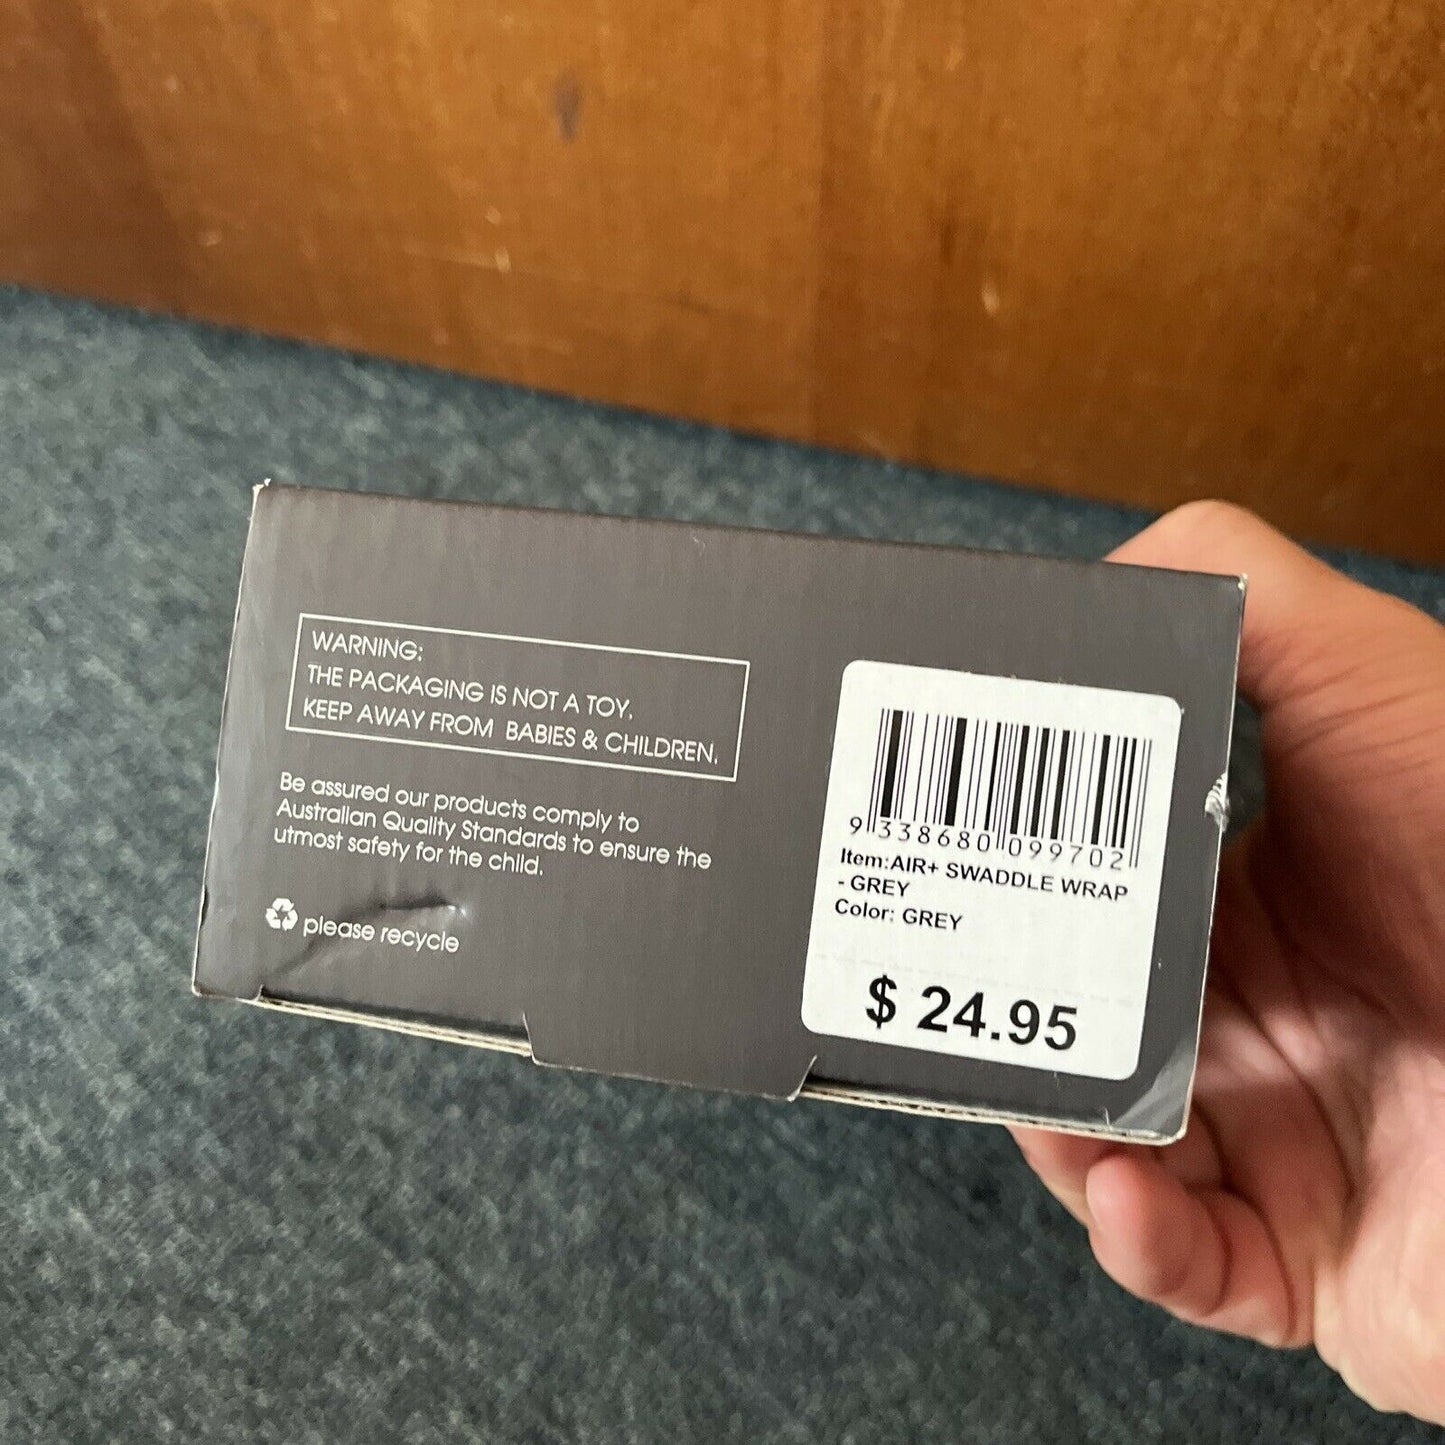 WARNING:
THE PACKAGING IS NOT A TOY.
KEEP AWAY FROM BABIES & CHILDREN.
Be assured our products comply to
Australian Quality Standards to ensure the
utmost safety for the child.
please recycle
9 338680 099702
Item:AIR+ SWADDLE WRAP
- GREY
Color: GREY
$ 24.95